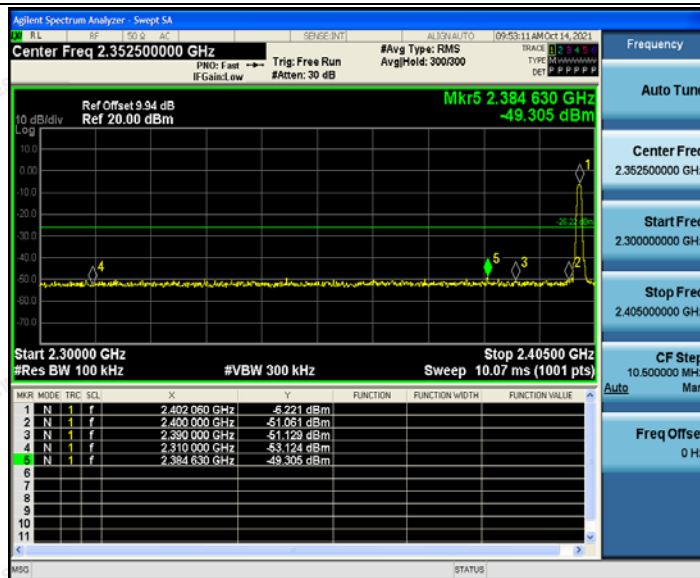 Agilent Spectrum Analyzer - Swept SA
RL RF 50 Ω AC SENSE:INT ALIGN AUTO 09:53:11 AM Oct 14, 2021
Center Freq 2.352500000 GHz
PNO: Fast
IFGain:Low
Trig: Free Run
#Atten: 30 dB
#Avg Type: RMS
Avg|Hold: 300/300
TRACE 1 2 3 4 5 6
TYPE M
DET P P P P P P
Mkr5 2.384 630 GHz
-49.305 dBm
Ref Offset 9.94 dB
10 dB/div Ref 20.00 dBm
Log
10.0
0.00
-10.0
-20.0
-30.0
-40.0
-50.0
-60.0
-70.0
1
-26.22 dBm
4
5
3
2
Start 2.30000 GHz Stop 2.40500 GHz
#Res BW 100 kHz #VBW 300 kHz Sweep 10.07 ms (1001 pts)
MKR MODE TRC SCL X Y FUNCTION FUNCTION WIDTH FUNCTION VALUE
1 N 1 f 2.402 060 GHz -6.221 dBm
2 N 1 f 2.400 000 GHz -51.061 dBm
3 N 1 f 2.390 000 GHz -51.129 dBm
4 N 1 f 2.310 000 GHz -53.124 dBm
5 N 1 f 2.384 630 GHz -49.305 dBm
6
7
8
9
10
11
MSG STATUS
Frequency
Auto Tune
Center Freq
2.352500000 GHz
Start Freq
2.300000000 GHz
Stop Freq
2.405000000 GHz
CF Step
10.500000 MHz
Auto Man
Freq Offset
0 Hz